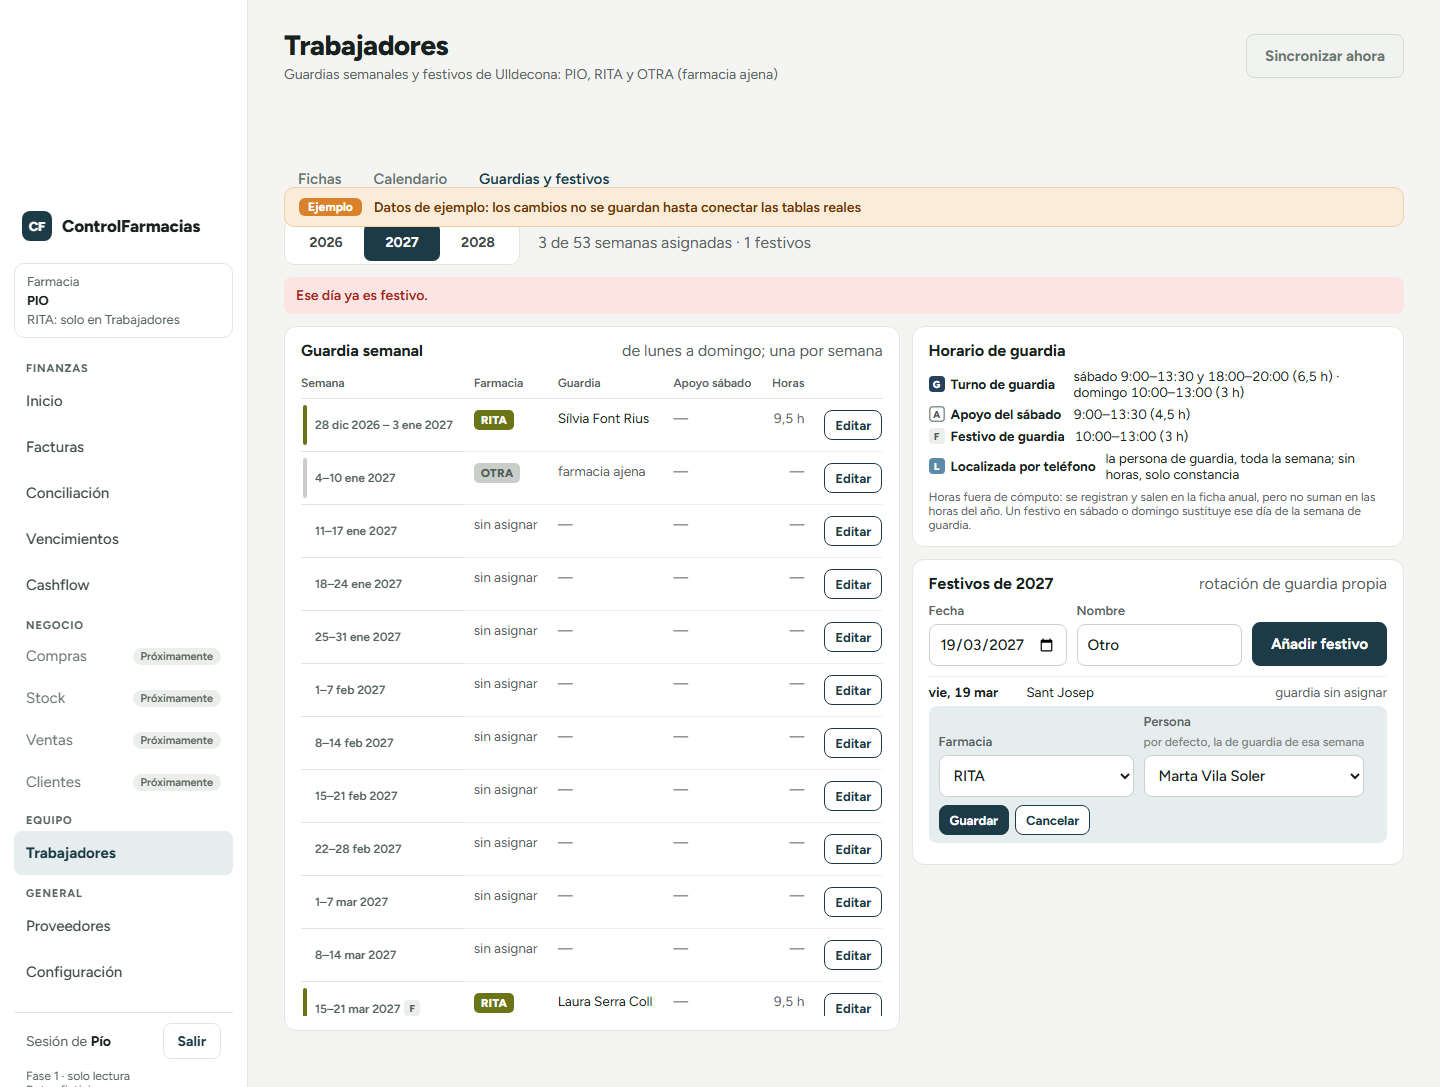 CF ControlFarmacias
Farmacia
PIO
RITA: solo en Trabajadores
FINANZAS
Inicio
Facturas
Conciliación
Vencimientos
Cashflow
NEGOCIO
Compras Próximamente
Stock Próximamente
Ventas Próximamente
Clientes Próximamente
EQUIPO
Trabajadores
GENERAL
Proveedores
Configuración
Sesión de Pío Salir
Fase 1 · solo lectura
Trabajadores
Guardias semanales y festivos de Ulldecona: PIO, RITA y OTRA (farmacia ajena)
Sincronizar ahora
Fichas Calendario Guardias y festivos
Ejemplo Datos de ejemplo: los cambios no se guardan hasta conectar las tablas reales
2026 2027 2028 3 de 53 semanas asignadas · 1 festivos
Ese día ya es festivo.
Guardia semanal de lunes a domingo; una por semana
Semana Farmacia Guardia Apoyo sábado Horas
28 dic 2026 – 3 ene 2027 RITA Sílvia Font Rius — 9,5 h Editar
4–10 ene 2027 OTRA farmacia ajena — — Editar
11–17 ene 2027 sin asignar — — — Editar
18–24 ene 2027 sin asignar — — — Editar
25–31 ene 2027 sin asignar — — — Editar
1–7 feb 2027 sin asignar — — — Editar
8–14 feb 2027 sin asignar — — — Editar
15–21 feb 2027 sin asignar — — — Editar
22–28 feb 2027 sin asignar — — — Editar
1–7 mar 2027 sin asignar — — — Editar
8–14 mar 2027 sin asignar — — — Editar
15–21 mar 2027 F RITA Laura Serra Coll — 9,5 h Editar
Horario de guardia
G Turno de guardia sábado 9:00–13:30 y 18:00–20:00 (6,5 h) ·
domingo 10:00–13:00 (3 h)
A Apoyo del sábado 9:00–13:30 (4,5 h)
F Festivo de guardia 10:00–13:00 (3 h)
L Localizada por teléfono la persona de guardia, toda la semana; sin
horas, solo constancia
Horas fuera de cómputo: se registran y salen en la ficha anual, pero no suman en las
horas del año. Un festivo en sábado o domingo sustituye ese día de la semana de
guardia.
Festivos de 2027 rotación de guardia propia
Fecha Nombre
19/03/2027 Otro Añadir festivo
vie, 19 mar Sant Josep guardia sin asignar
Persona
Farmacia por defecto, la de guardia de esa semana
RITA Marta Vila Soler
Guardar Cancelar